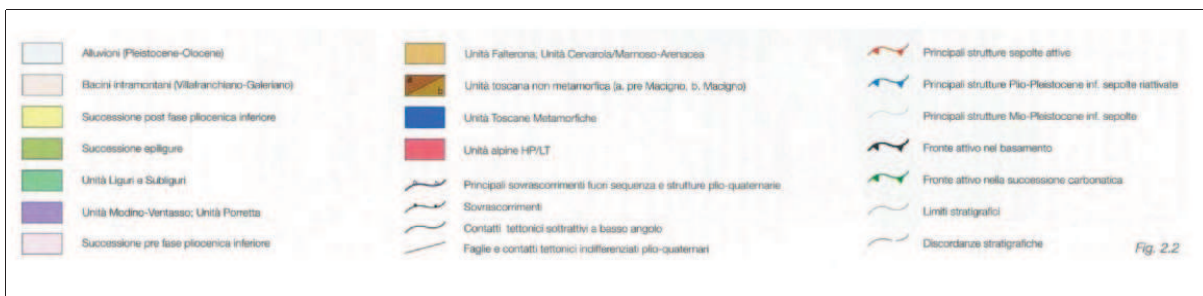 Alluvioni (Pleistocene-Olocene)
Bacini intramontani (Villafranchiano-Galeriano)
Successione post fase pliocenica inferiore
Successione epiligure
Unità Liguri e Subliguri
Unità Modino-Ventasso; Unità Porretta
Successione pre fase pliocenica inferiore
Unità Falterona; Unità Cervarola/Marnoso-Arenacea
a
b
Unità toscana non metamorfica (a. pre Macigno, b. Macigno)
Unità Toscane Metamorfiche
Unità alpine HP/LT
Principali sovrascorrimenti fuori sequenza e strutture plio-quaternarie
Sovrascorrimenti
Contatti tettonici sottrattivi a basso angolo
Faglie e contatti tettonici indifferenziati plio-quaternari
Principali strutture sepolte attive
Principali strutture Plio-Pleistocene inf. sepolte riattivate
Principali strutture Mio-Pleistocene inf. sepolte
Fronte attivo nel basamento
Fronte attivo nella successione carbonatica
Limiti stratigrafici
Discordanze stratigrafiche
Fig. 2.2